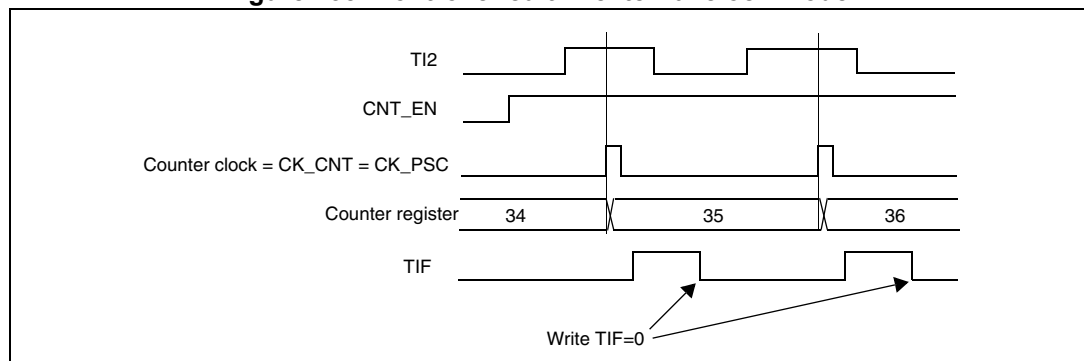 TI2
CNT_EN
Counter clock = CK_CNT = CK_PSC
Counter register 34 35 36
TIF
Write TIF=0